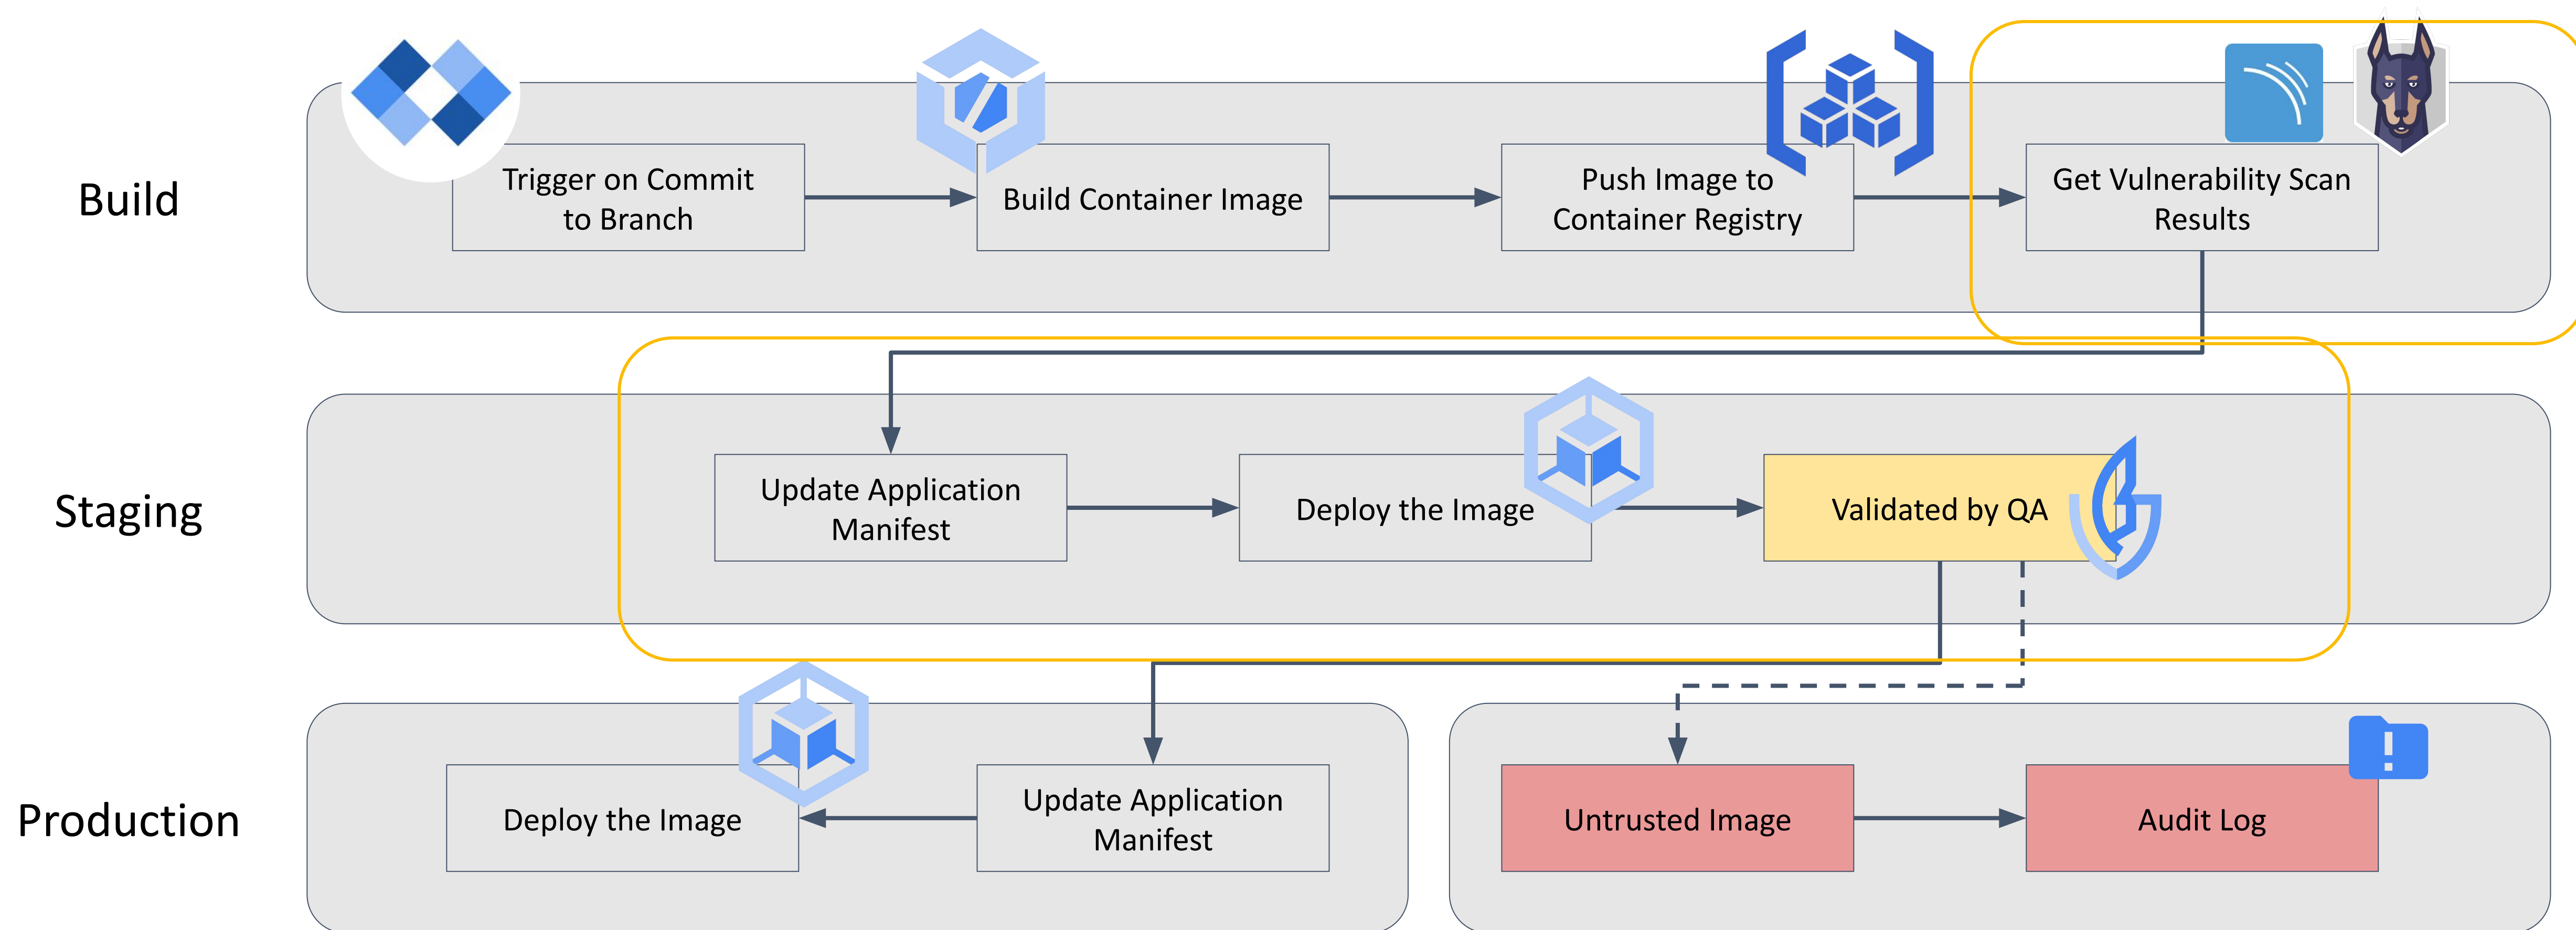 Build
Trigger on Commit
to Branch
Build Container Image
Push Image to
Container Registry
Get Vulnerability Scan
Results
Staging
Update Application
Manifest
Deploy the Image
Validated by QA
Production
Deploy the Image
Update Application
Manifest
Untrusted Image
Audit Log